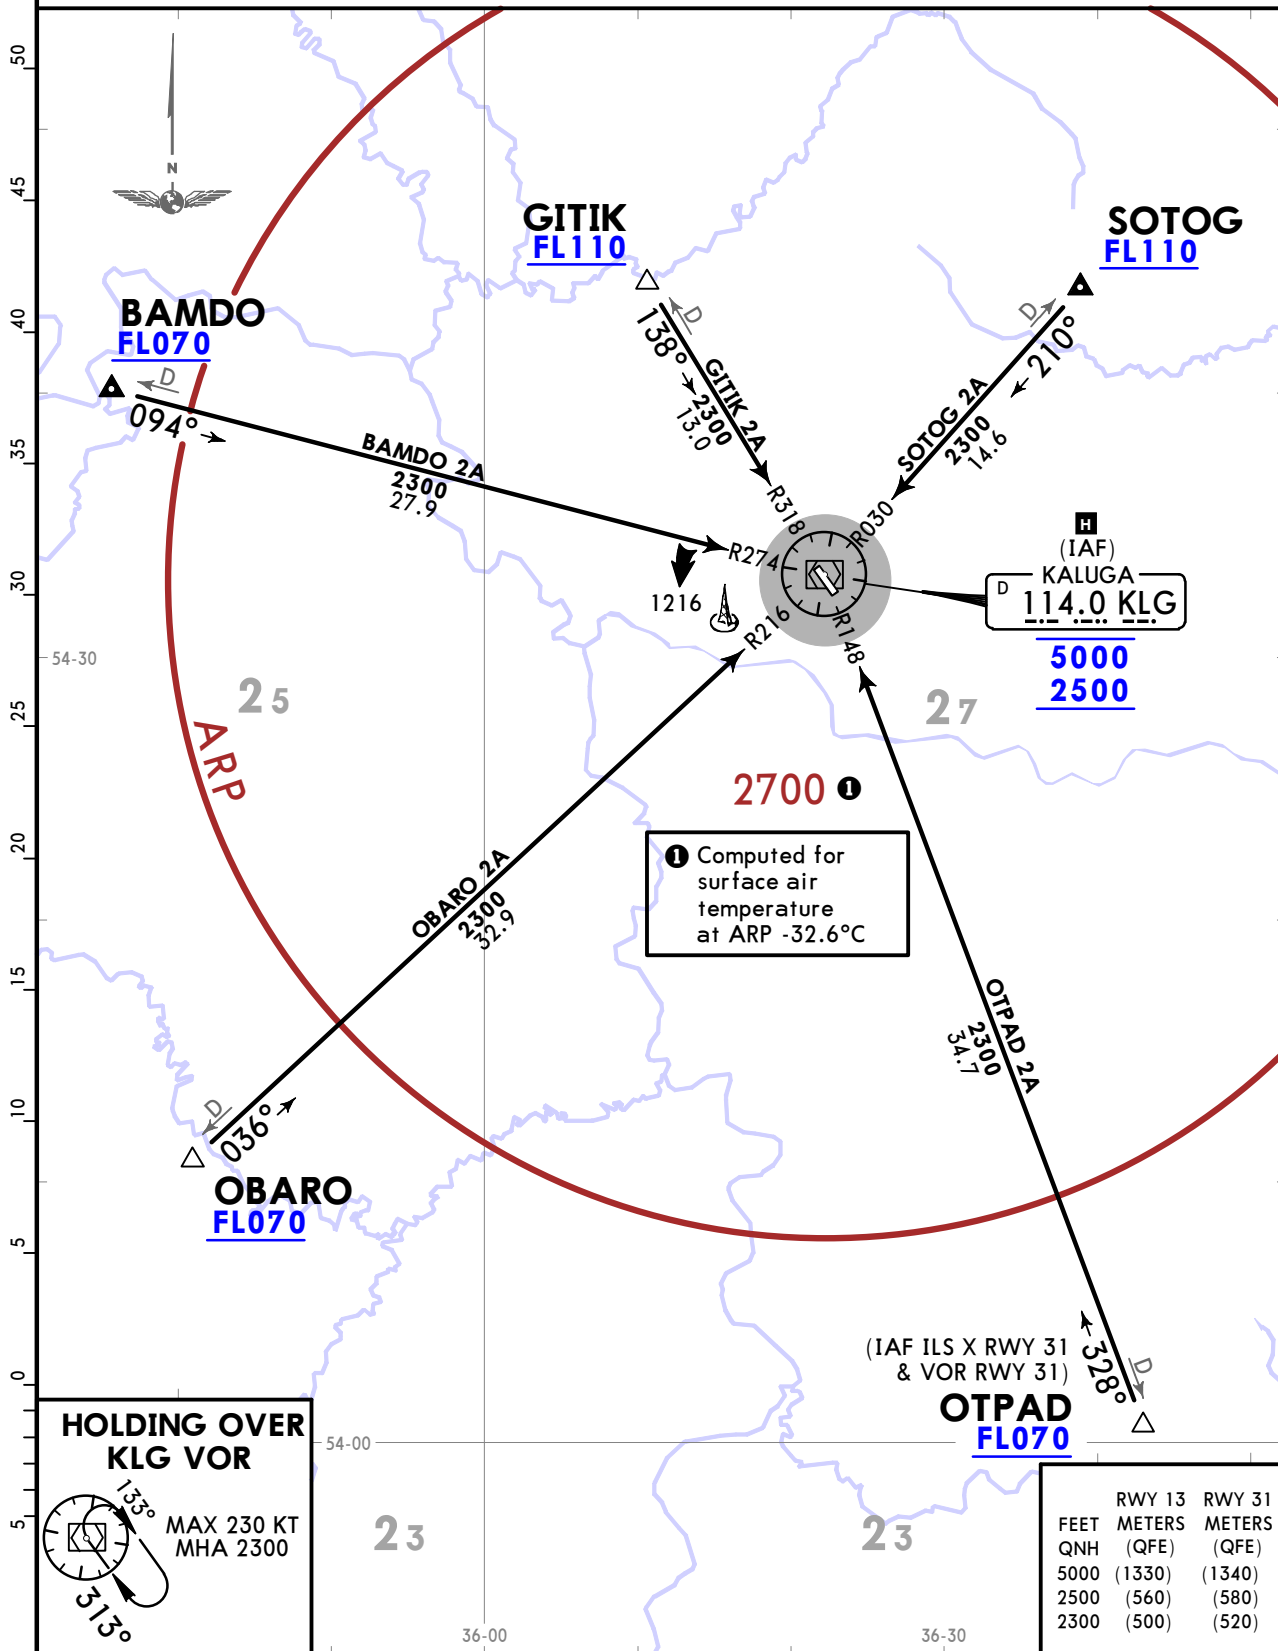 50
45
40
35
30
25
20
15
10
5
0
5
N
GITIK
FL110
SOTOG
FL110
BAMDO
FL070
D
094°
BAMDO 2A
2300
27.9
R274
D
138°
GITIK 2A
2300
13.0
R318
D
210°
SOTOG 2A
2300
14.6
R030
H
(IAF)
KALUGA
D 114.0 KLG
5000
2500
1216
R216
R148
54-30
25
27
ARP
2700 1
1 Computed for
surface air
temperature
at ARP -32.6°C
OBARO 2A
2300
32.9
D
036°
OBARO
FL070
OTPAD 2A
2300
34.7
(IAF ILS X RWY 31
& VOR RWY 31)
328°
D
OTPAD
FL070
54-00
HOLDING OVER
KLG VOR
133°
MAX 230 KT
MHA 2300
313°
23
23
36-00
36-30
RWY 13 RWY 31
FEET METERS METERS
QNH (QFE) (QFE)
5000 (1330) (1340)
2500 (560) (580)
2300 (500) (520)